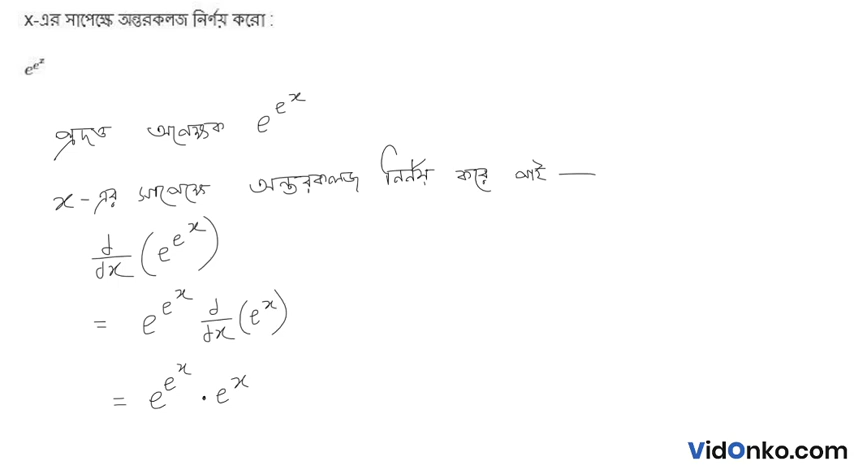 x-এর সাপেক্ষে অন্তরকলজ নির্ণয় করো :
e^{e^x}
প্রদত্ত অপেক্ষক e^{e^x}
x-এর সাপেক্ষে অন্তরকলজ নির্ণয় করে পাই —
d/dx (e^{e^x})
= e^{e^x} d/dx (e^x)
= e^{e^x} . e^x
VidOnko.com